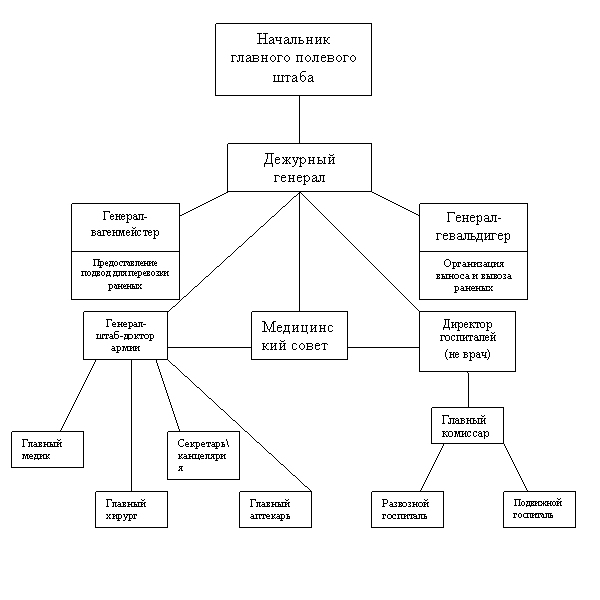 Начальник
главного полевого
штаба
Дежурный
генерал
Генерал-
вагенмейстер
Предоставление
подвод для перевозки
раненых
Генерал-
гевальдигер
Организация
выноса и вывоза
раненых
Генерал-
штаб-доктор
армии
Медицинс
кий совет
Директор
госпиталей
(не врач)
Главный
комиссар
Главный
медик
Секретарь\
канцеляри
я
Главный
хирург
Главный
аптекарь
Развозной
госпиталь
Подвижной
госпиталь